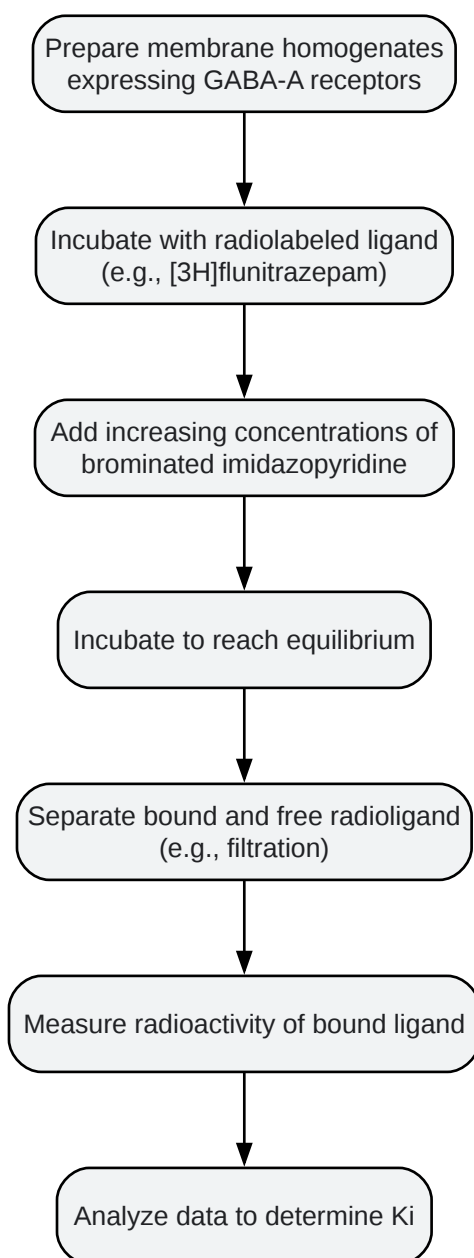 Prepare membrane homogenates
expressing GABA-A receptors
Incubate with radiolabeled ligand
(e.g., [3H]flunitrazepam)
Add increasing concentrations of
brominated imidazopyridine
Incubate to reach equilibrium
Separate bound and free radioligand
(e.g., filtration)
Measure radioactivity of bound ligand
Analyze data to determine Ki